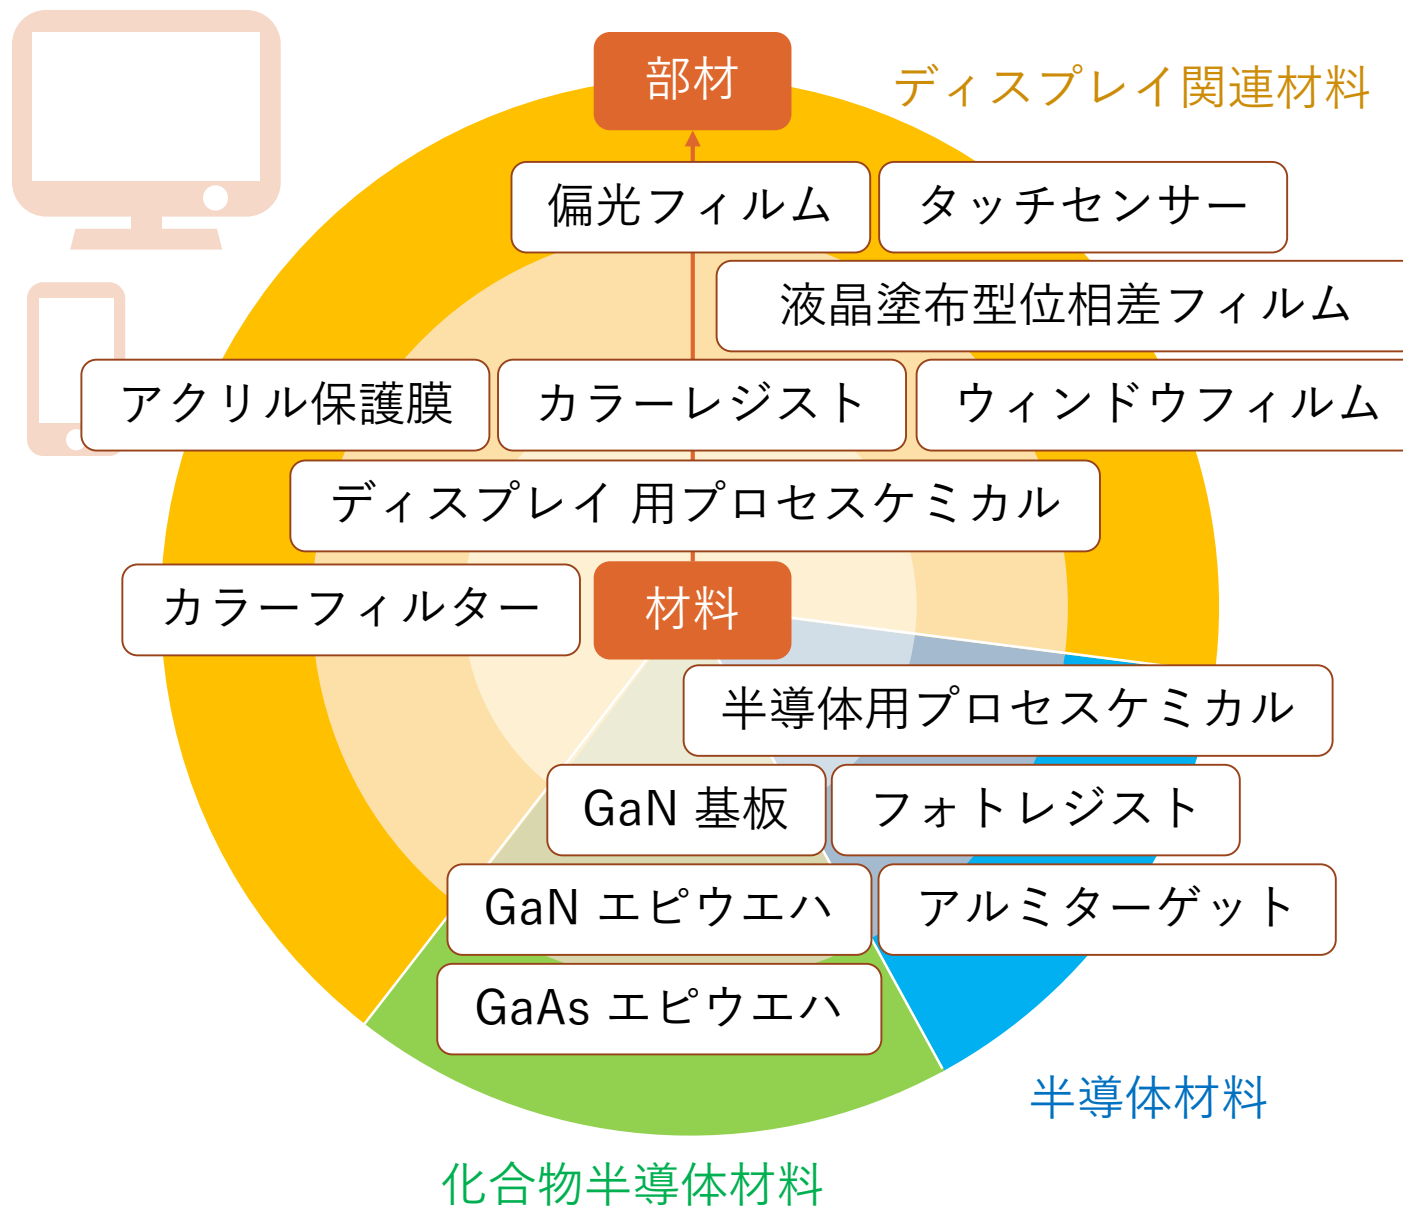 部材
ディスプレイ関連材料
偏光フィルム
タッチセンサー
液晶塗布型位相差フィルム
アクリル保護膜
カラーレジスト
ウィンドウフィルム
ディスプレイ 用プロセスケミカル
カラーフィルター
材料
半導体用プロセスケミカル
GaN 基板
フォトレジスト
GaN エピウエハ
アルミターゲット
GaAs エピウエハ
半導体材料
化合物半導体材料